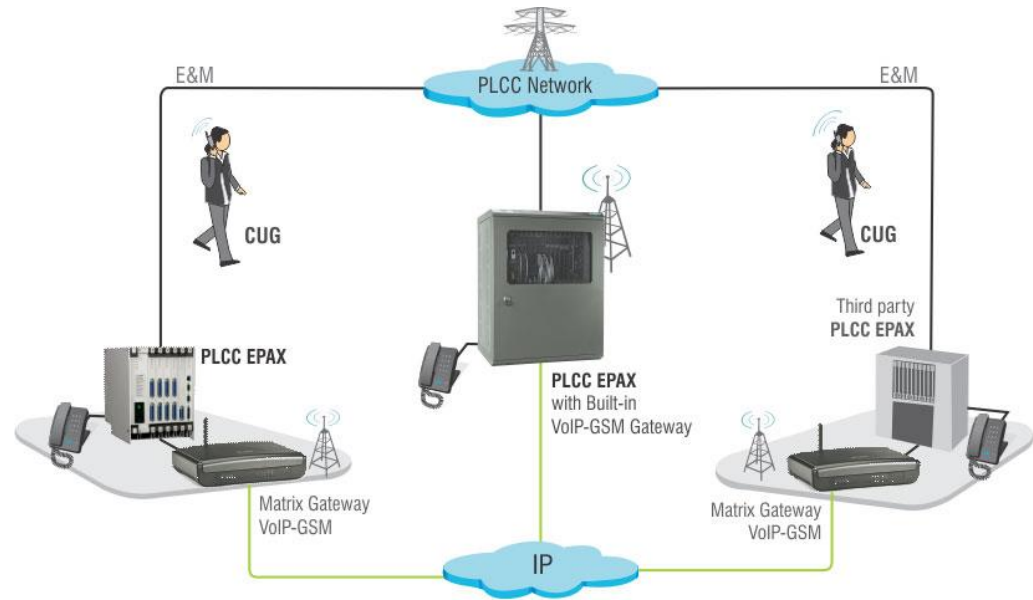 E&M
PLCC Network
E&M
CUG
CUG
Third party
PLCC EPAX
PLCC EPAX
PLCC EPAX
with Built-in
VoIP-GSM Gateway
Matrix Gateway
VoIP-GSM
Matrix Gateway
VoIP-GSM
IP